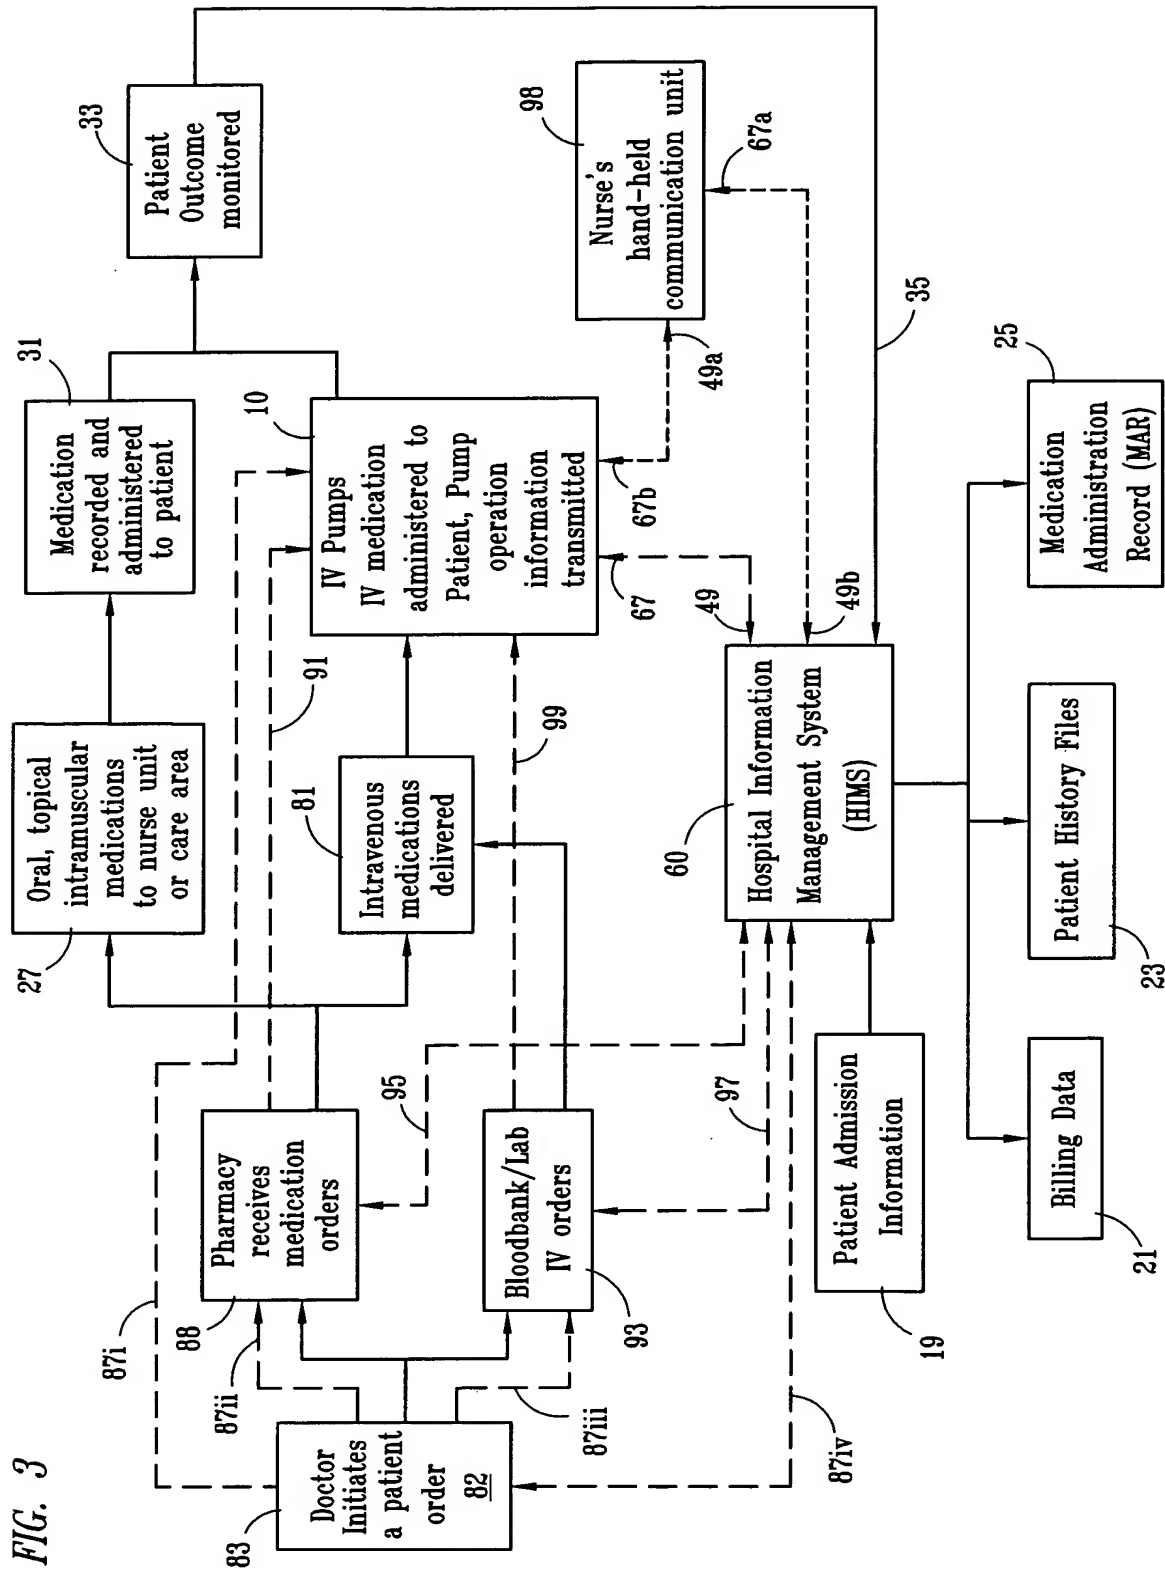 FIG. 3
83
Doctor
Initiates
a patient
order
82
87i
87ii
87iii
87iv
88
Pharmacy
receives
medication
orders
93
Bloodbank/Lab
IV orders
95
97
91
99
27
Oral, topical
intramuscular
medications
to nurse unit
or care area
81
Intravenous
medications
delivered
31
Medication
recorded and
administered
to patient
10
IV Pumps
IV medication
administered to
Patient, Pump
operation
information
transmitted
33
Patient
Outcome
monitored
98
Nurse's
hand-held
communication unit
67
67b
49a
67a
49
49b
35
60
Hospital Information
Management System
(HIMS)
19
Patient Admission
Information
21
Billing Data
23
Patient History Files
25
Medication
Administration
Record (MAR)